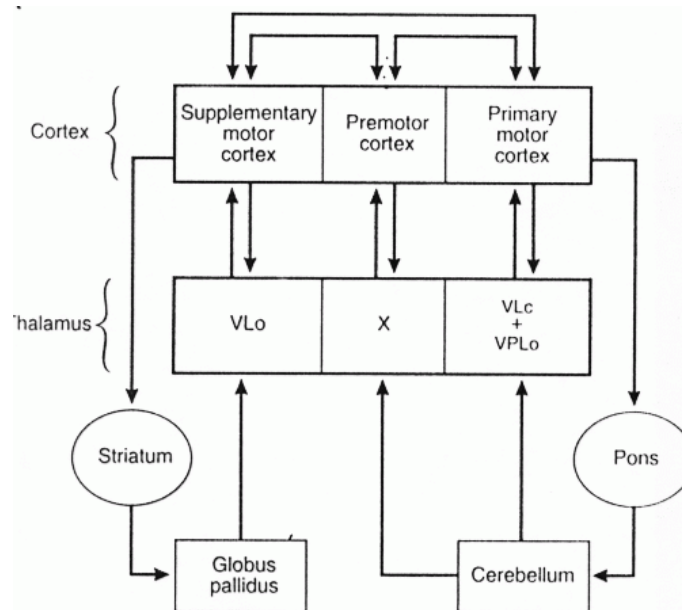 Cortex
Supplementary
motor
cortex
Premotor
cortex
Primary
motor
cortex
Thalamus
VLo
X
VLc
+
VPLo
Striatum
Pons
Globus
pallidus
Cerebellum